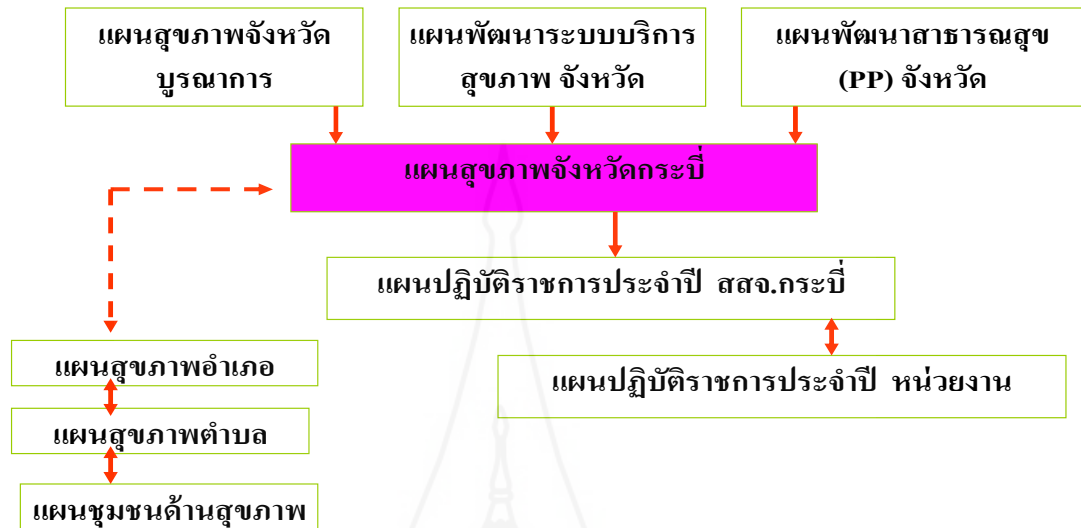 แผนสุขภาพจังหวัด
บูรณาการ
แผนพัฒนาระบบบริการ
สุขภาพ จังหวัด
แผนพัฒนาสาธารณสุข
(PP) จังหวัด
แผนสุขภาพจังหวัดกระบี่
แผนปฏิบัติราชการประจำปี สสจ.กระบี่
แผนสุขภาพอำเภอ
แผนปฏิบัติราชการประจำปี หน่วยงาน
แผนสุขภาพตำบล
แผนชุมชนด้านสุขภาพ